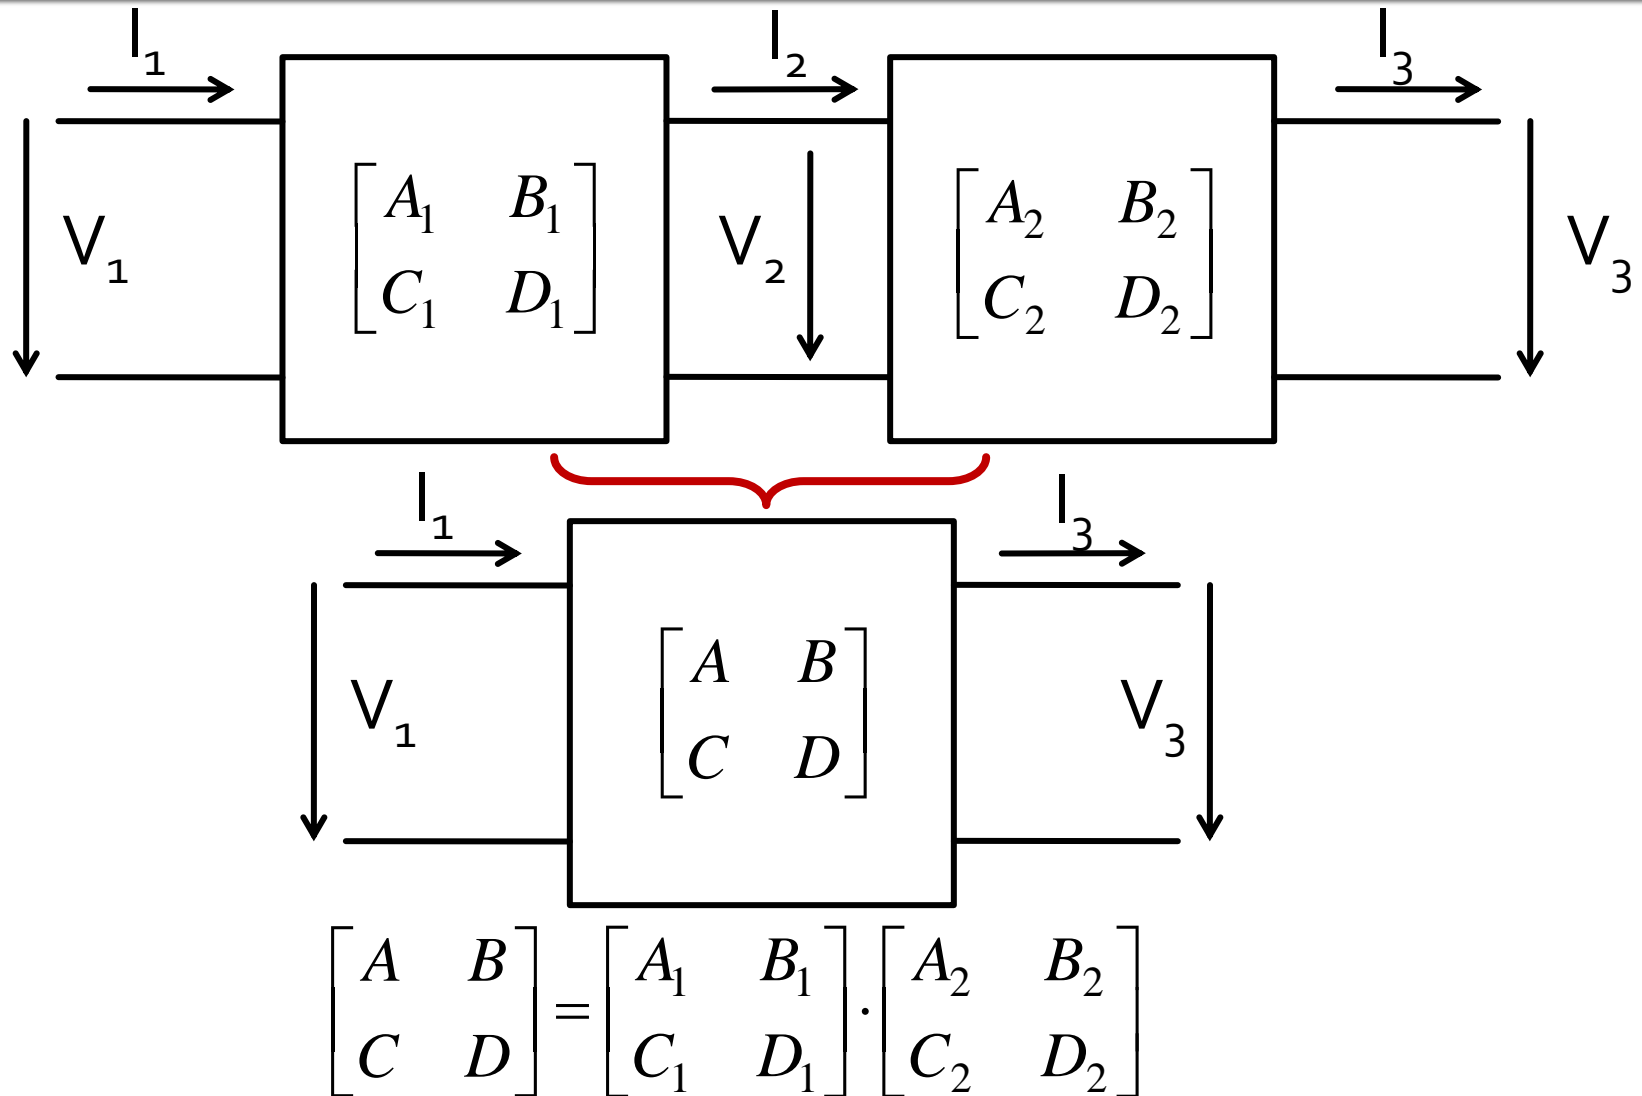 I₁ I₂ I₃
V₁ [A₁ B₁] V₂ [A₂ B₂] V₃
[C₁ D₁] [C₂ D₂]
I₁ I₃
[A B]
V₁ V₃
[C D]
[A B] = [A₁ B₁] · [A₂ B₂]
[C D] [C₁ D₁] [C₂ D₂]